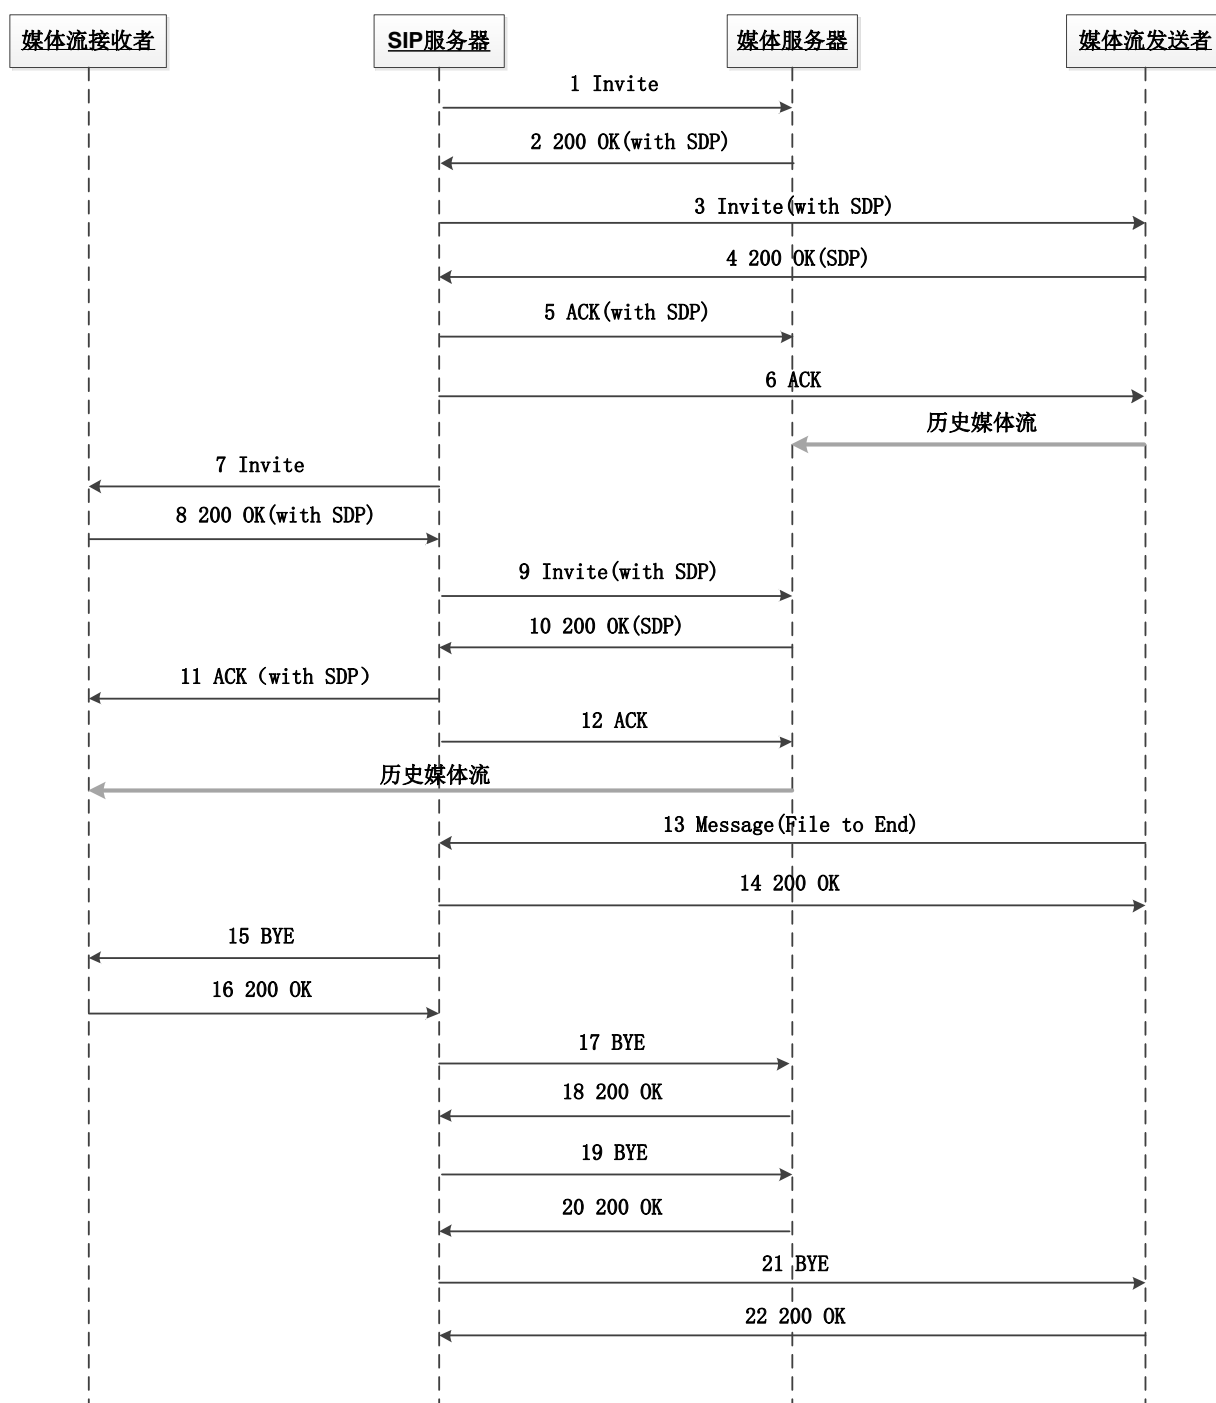 媒体流接收者
SIP服务器
媒体服务器
媒体流发送者
1 Invite
2 200 OK(with SDP)
3 Invite(with SDP)
4 200 OK(SDP)
5 ACK(with SDP)
6 ACK
历史媒体流
7 Invite
8 200 OK(with SDP)
9 Invite(with SDP)
10 200 OK(SDP)
11 ACK（with SDP）
12 ACK
历史媒体流
13 Message(File to End)
14 200 OK
15 BYE
16 200 OK
17 BYE
18 200 OK
19 BYE
20 200 OK
21 BYE
22 200 OK